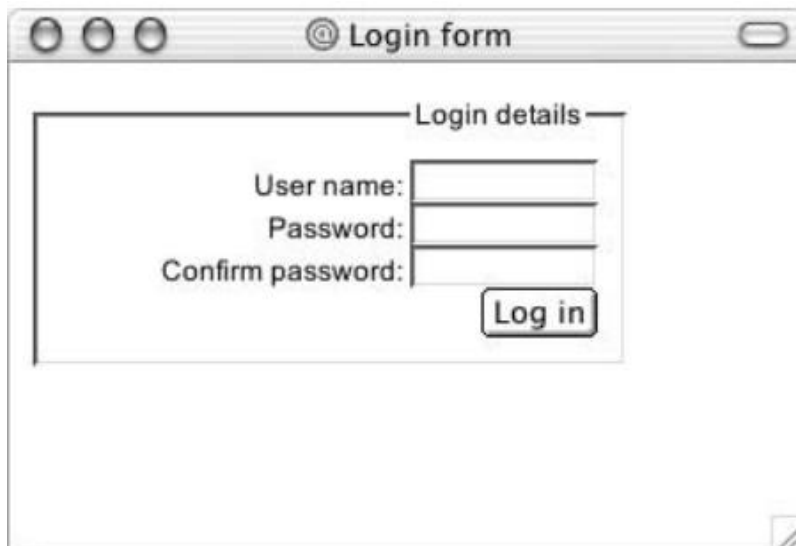 Login form
Login details
User name:
Password:
Confirm password:
Log in